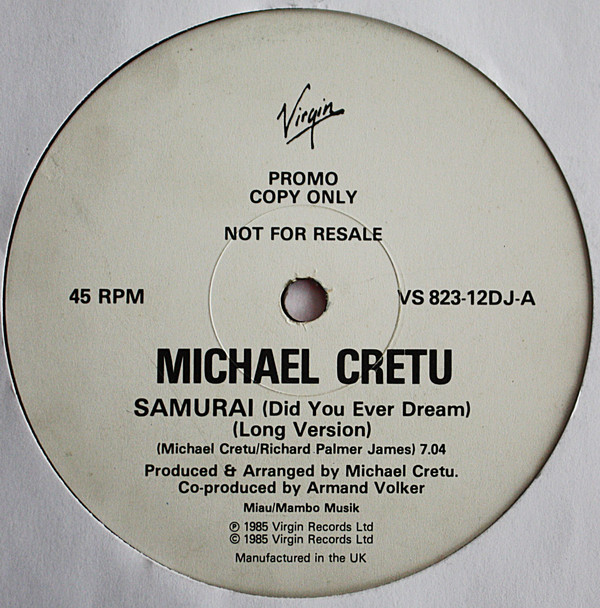 Virgin
PROMO
COPY ONLY
NOT FOR RESALE
45 RPM
VS 823-12DJ-A
MICHAEL CRETU
SAMURAI (Did You Ever Dream)
(Long Version)
(Michael Cretu/Richard Palmer James) 7.04
Produced & Arranged by Michael Cretu.
Co-produced by Armand Volker
Miau/Mambo Musik
℗ 1985 Virgin Records Ltd
© 1985 Virgin Records Ltd
Manufactured in the UK